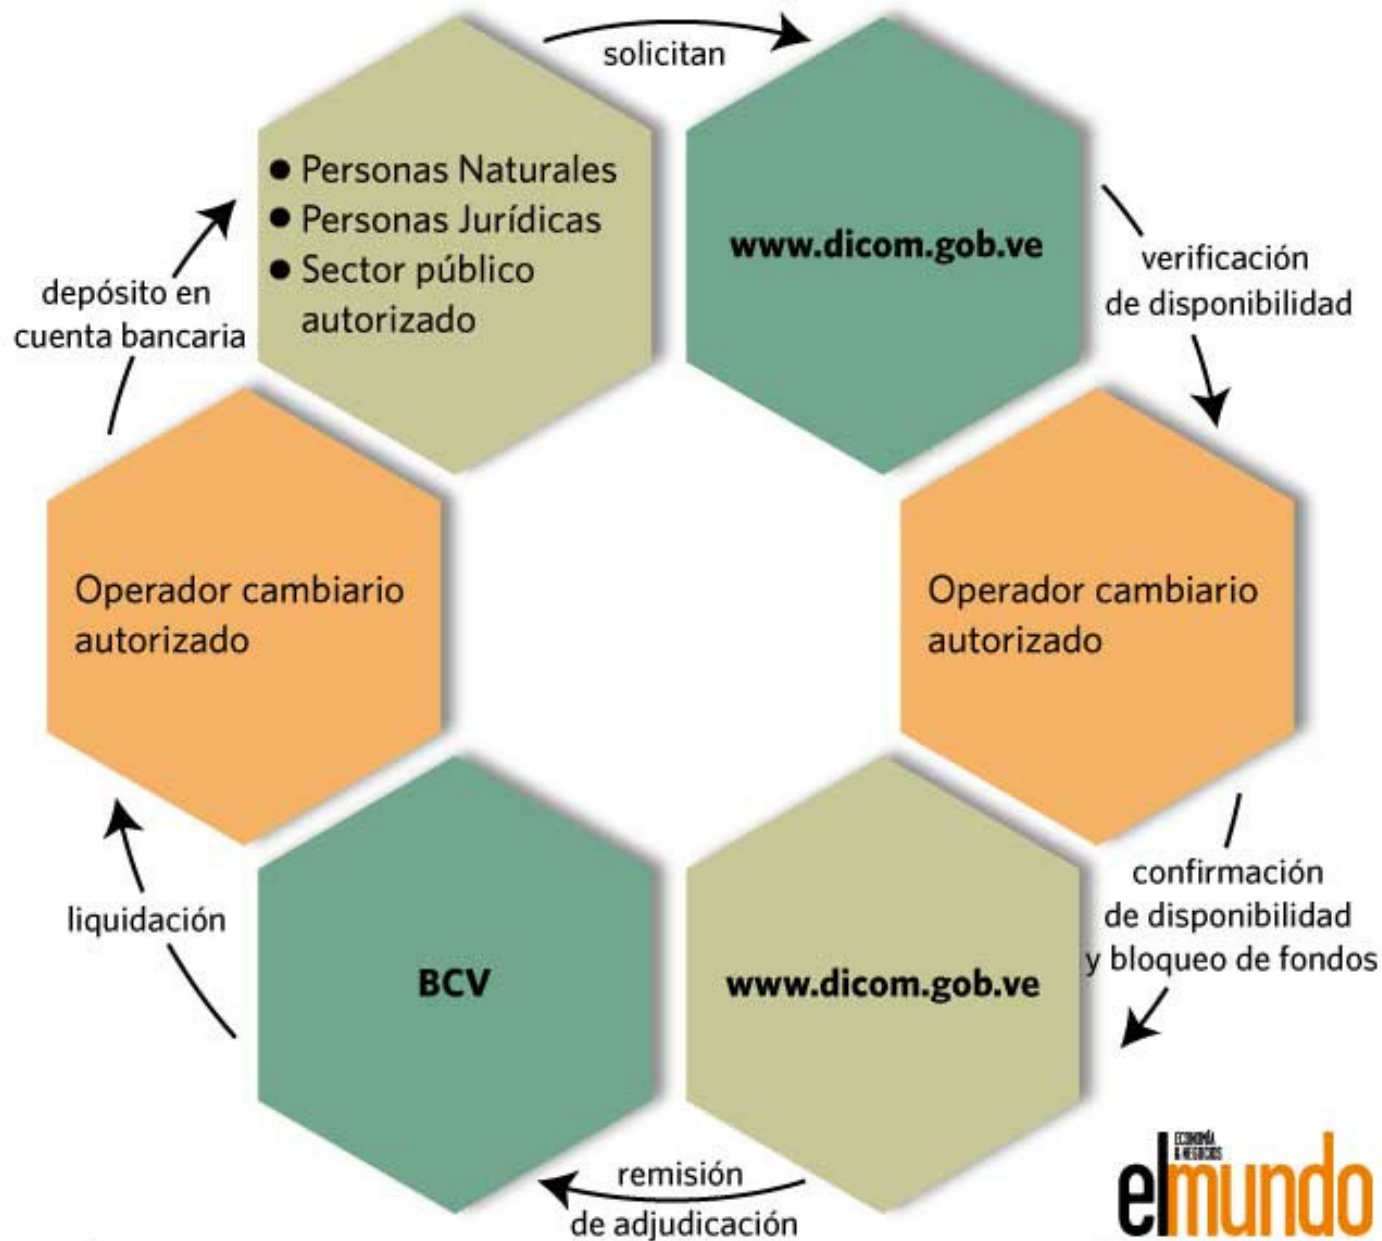 solicitan
● Personas Naturales
● Personas Jurídicas
● Sector público
autorizado
www.dicom.gob.ve
verificación
de disponibilidad
Operador cambiario
autorizado
confirmación
de disponibilidad
y bloqueo de fondos
www.dicom.gob.ve
remisión
de adjudicación
BCV
liquidación
Operador cambiario
autorizado
depósito en
cuenta bancaria
ECONOMÍA
& NEGOCIOS
elmundo